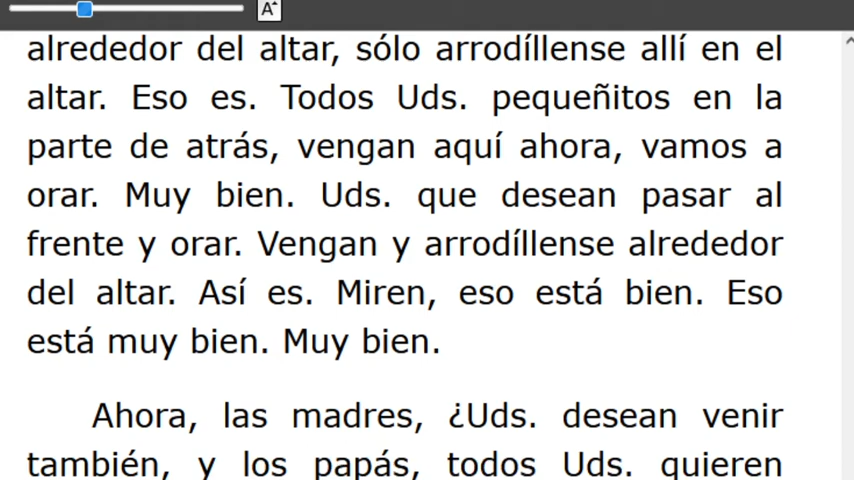 A
alrededor del altar, sólo arrodíllense allí en el
altar. Eso es. Todos Uds. pequeñitos en la
parte de atrás, vengan aquí ahora, vamos a
orar. Muy bien. Uds. que desean pasar al
frente y orar. Vengan y arrodíllense alrededor
del altar. Así es. Miren, eso está bien. Eso
está muy bien. Muy bien.
Ahora, las madres, ¿Uds. desean venir
también, y los papás, todos Uds. quieren